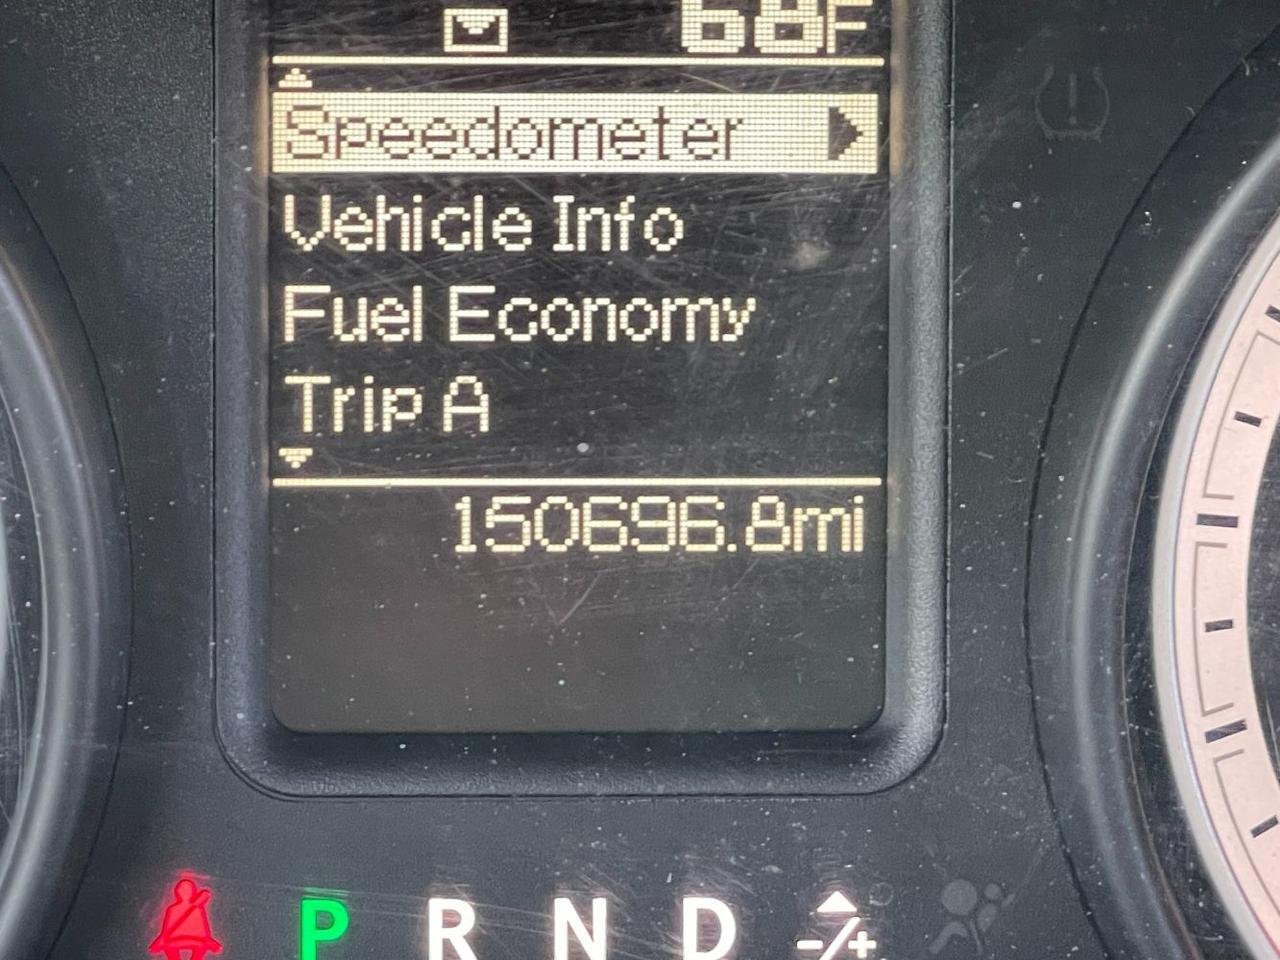 68F
Speedometer
Vehicle Info
Fuel Economy
Trip A
150696.8mi
P R N D -/+